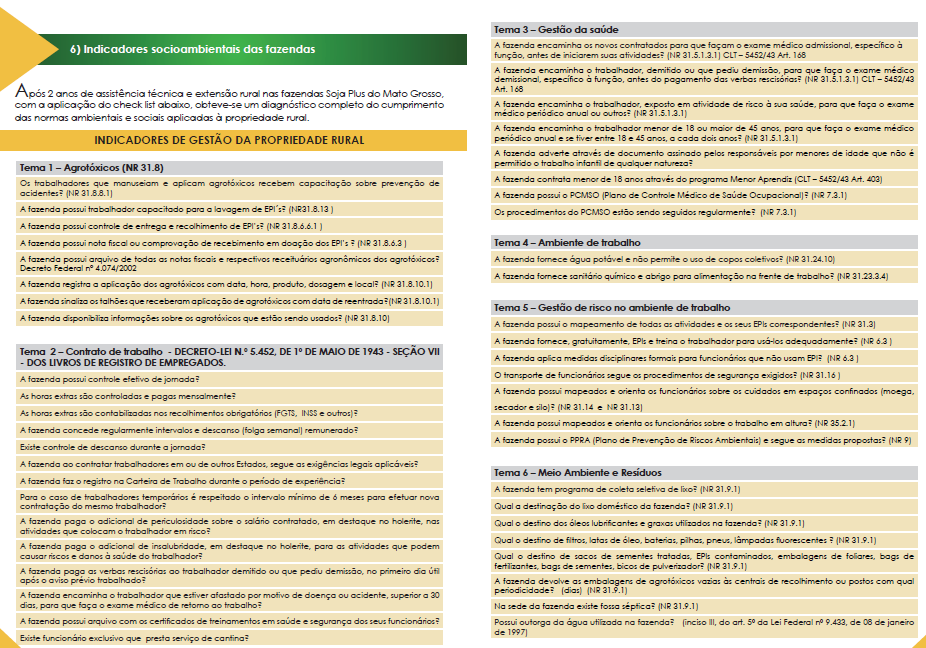 6) Indicadores socioambientais das fazendas
Após 2 anos de assistência técnica e extensão rural nas fazendas Soja Plus do Mato Grosso,
com a aplicação do check list abaixo, obteve-se um diagnóstico completo do cumprimento
das normas ambientais e sociais aplicadas à propriedade rural.
INDICADORES DE GESTÃO DA PROPRIEDADE RURAL
Tema 1 – Agrotóxicos (NR 31.8)
Os trabalhadores que manuseiam e aplicam agrotóxicos recebem capacitação sobre prevenção de
acidentes? (NR 31.8.8.1)
A fazenda possui trabalhador capacitado para a lavagem de EPI´s? (NR31.8.13 )
A fazenda possui controle de entrega e recolhimento de EPI's? (NR 31.8.6.6.1 )
A fazenda possui nota fiscal ou comprovação de recebimento em doação dos EPI's ? (NR 31.8.6.3 )
A fazenda possui arquivo de todas as notas fiscais e respectivos receituários agronômicos dos agrotóxicos?
Decreto Federal nº 4.074/2002
A fazenda registra a aplicação dos agrotóxicos com data, hora, produto, dosagem e local? (NR 31.8.10.1)
A fazenda sinaliza os talhões que receberam aplicação de agrotóxicos com data de reentrada?(NR 31.8.10.1)
A fazenda disponibiliza informações sobre os agrotóxicos que estão sendo usados? (NR 31.8.10)
Tema 2 – Contrato de trabalho - DECRETO-LEI N.º 5.452, DE 1º DE MAIO DE 1943 - SEÇÃO VII
- DOS LIVROS DE REGISTRO DE EMPREGADOS.
A fazenda possui controle efetivo de jornada?
As horas extras são controladas e pagas mensalmente?
As horas extras são contabilizadas nos recolhimentos obrigatórios (FGTS, INSS e outros)?
A fazenda concede regularmente intervalos e descanso (folga semanal) remunerado?
Existe controle de descanso durante a jornada?
A fazenda ao contratar trabalhadores em ou de outros Estados, segue as exigências legais aplicáveis?
A fazenda faz o registro na Carteira de Trabalho durante o período de experiência?
Para o caso de trabalhadores temporários é respeitado o intervalo mínimo de 6 meses para efetuar nova
contratação do mesmo trabalhador?
A fazenda paga o adicional de periculosidade sobre o salário contratado, em destaque no holerite, nas
atividades que colocam o trabalhador em risco?
A fazenda paga o adicional de insalubridade, em destaque no holerite, para as atividades que podem
causar riscos e danos à saúde do trabalhador?
A fazenda paga as verbas rescisórias ao trabalhador demitido ou que pediu demissão, no primeiro dia útil
após o aviso prévio trabalhado?
A fazenda encaminha o trabalhador que estiver afastado por motivo de doença ou acidente, superior a 30
dias, para que faça o exame médico de retorno ao trabalho?
A fazenda possui arquivo com os certificados de treinamentos em saúde e segurança dos seus funcionários?
Existe funcionário exclusivo que presta serviço de cantina?
Tema 3 – Gestão da saúde
A fazenda encaminha os novos contratados para que façam o exame médico admissional, específico à
função, antes de iniciarem suas atividades? (NR 31.5.1.3.1) CLT – 5452/43 Art. 168
A fazenda encaminha o trabalhador, demitido ou que pediu demissão, para que faça o exame médico
demissional, específico à função, antes do pagamento das verbas rescisórias? (NR 31.5.1.3.1) CLT – 5452/43
Art. 168
A fazenda encaminha o trabalhador, exposto em atividade de risco à sua saúde, para que faça o exame
médico periódico anual ou outros? (NR 31.5.1.3.1)
A fazenda encaminha o trabalhador menor de 18 ou maior de 45 anos, para que faça o exame médico
periódico anual e se tiver entre 18 e 45 anos, a cada dois anos? (NR 31.5.1.3.1)
A fazenda adverte através de documento assinado pelos responsáveis por menores de idade que não é
permitido o trabalho infantil de qualquer natureza?
A fazenda contrata menor de 18 anos através do programa Menor Aprendiz (CLT – 5452/43 Art. 403)
A fazenda possui o PCMSO (Plano de Controle Médico de Saúde Ocupacional)? (NR 7.3.1)
Os procedimentos do PCMSO estão sendo seguidos regularmente? (NR 7.3.1)
Tema 4 – Ambiente de trabalho
A fazenda fornece água potável e não permite o uso de copos coletivos? (NR 31.24.10)
A fazenda fornece sanitário químico e abrigo para alimentação na frente de trabalho? (NR 31.23.3.4)
Tema 5 – Gestão de risco no ambiente de trabalho
A fazenda possui o mapeamento de todas as atividades e os seus EPIs correspondentes? (NR 31.3)
A fazenda fornece, gratuitamente, EPIs e treina o trabalhador para usá-los adequadamente? (NR 6.3 )
A fazenda aplica medidas disciplinares formais para funcionários que não usam EPI? (NR 6.3 )
O transporte de funcionários segue os procedimentos de segurança exigidos? (NR 31.16 )
A fazenda possui mapeados e orienta os funcionários sobre os cuidados em espaços confinados (moega,
secador e silo)? (NR 31.14 e NR 31.13)
A fazenda possui mapeados e orienta os funcionários sobre o trabalho em altura? (NR 35.2.1)
A fazenda possui o PPRA (Plano de Prevenção de Riscos Ambientais) e segue as medidas propostas? (NR 9)
Tema 6 – Meio Ambiente e Resíduos
A fazenda tem programa de coleta seletiva de lixo? (NR 31.9.1)
Qual a destinação do lixo doméstico da fazenda? (NR 31.9.1)
Qual o destino dos óleos lubrificantes e graxas utilizados na fazenda? (NR 31.9.1)
Qual o destino de filtros, latas de óleo, baterias, pilhas, pneus, lâmpadas fluorescentes ? (NR 31.9.1)
Qual o destino de sacos de sementes tratadas, EPIs contaminados, embalagens de foliares, bags de
fertilizantes, bags de sementes, bicos de pulverizador? (NR 31.9.1)
A fazenda devolve as embalagens de agrotóxicos vazias às centrais de recolhimento ou postos com qual
periodicidade? (dias) (NR 31.9.1)
Na sede da fazenda existe fossa séptica? (NR 31.9.1)
Possui outorga da água utilizada na fazenda? (inciso III, do art. 5º da Lei Federal nº 9.433, de 08 de janeiro
de 1997)